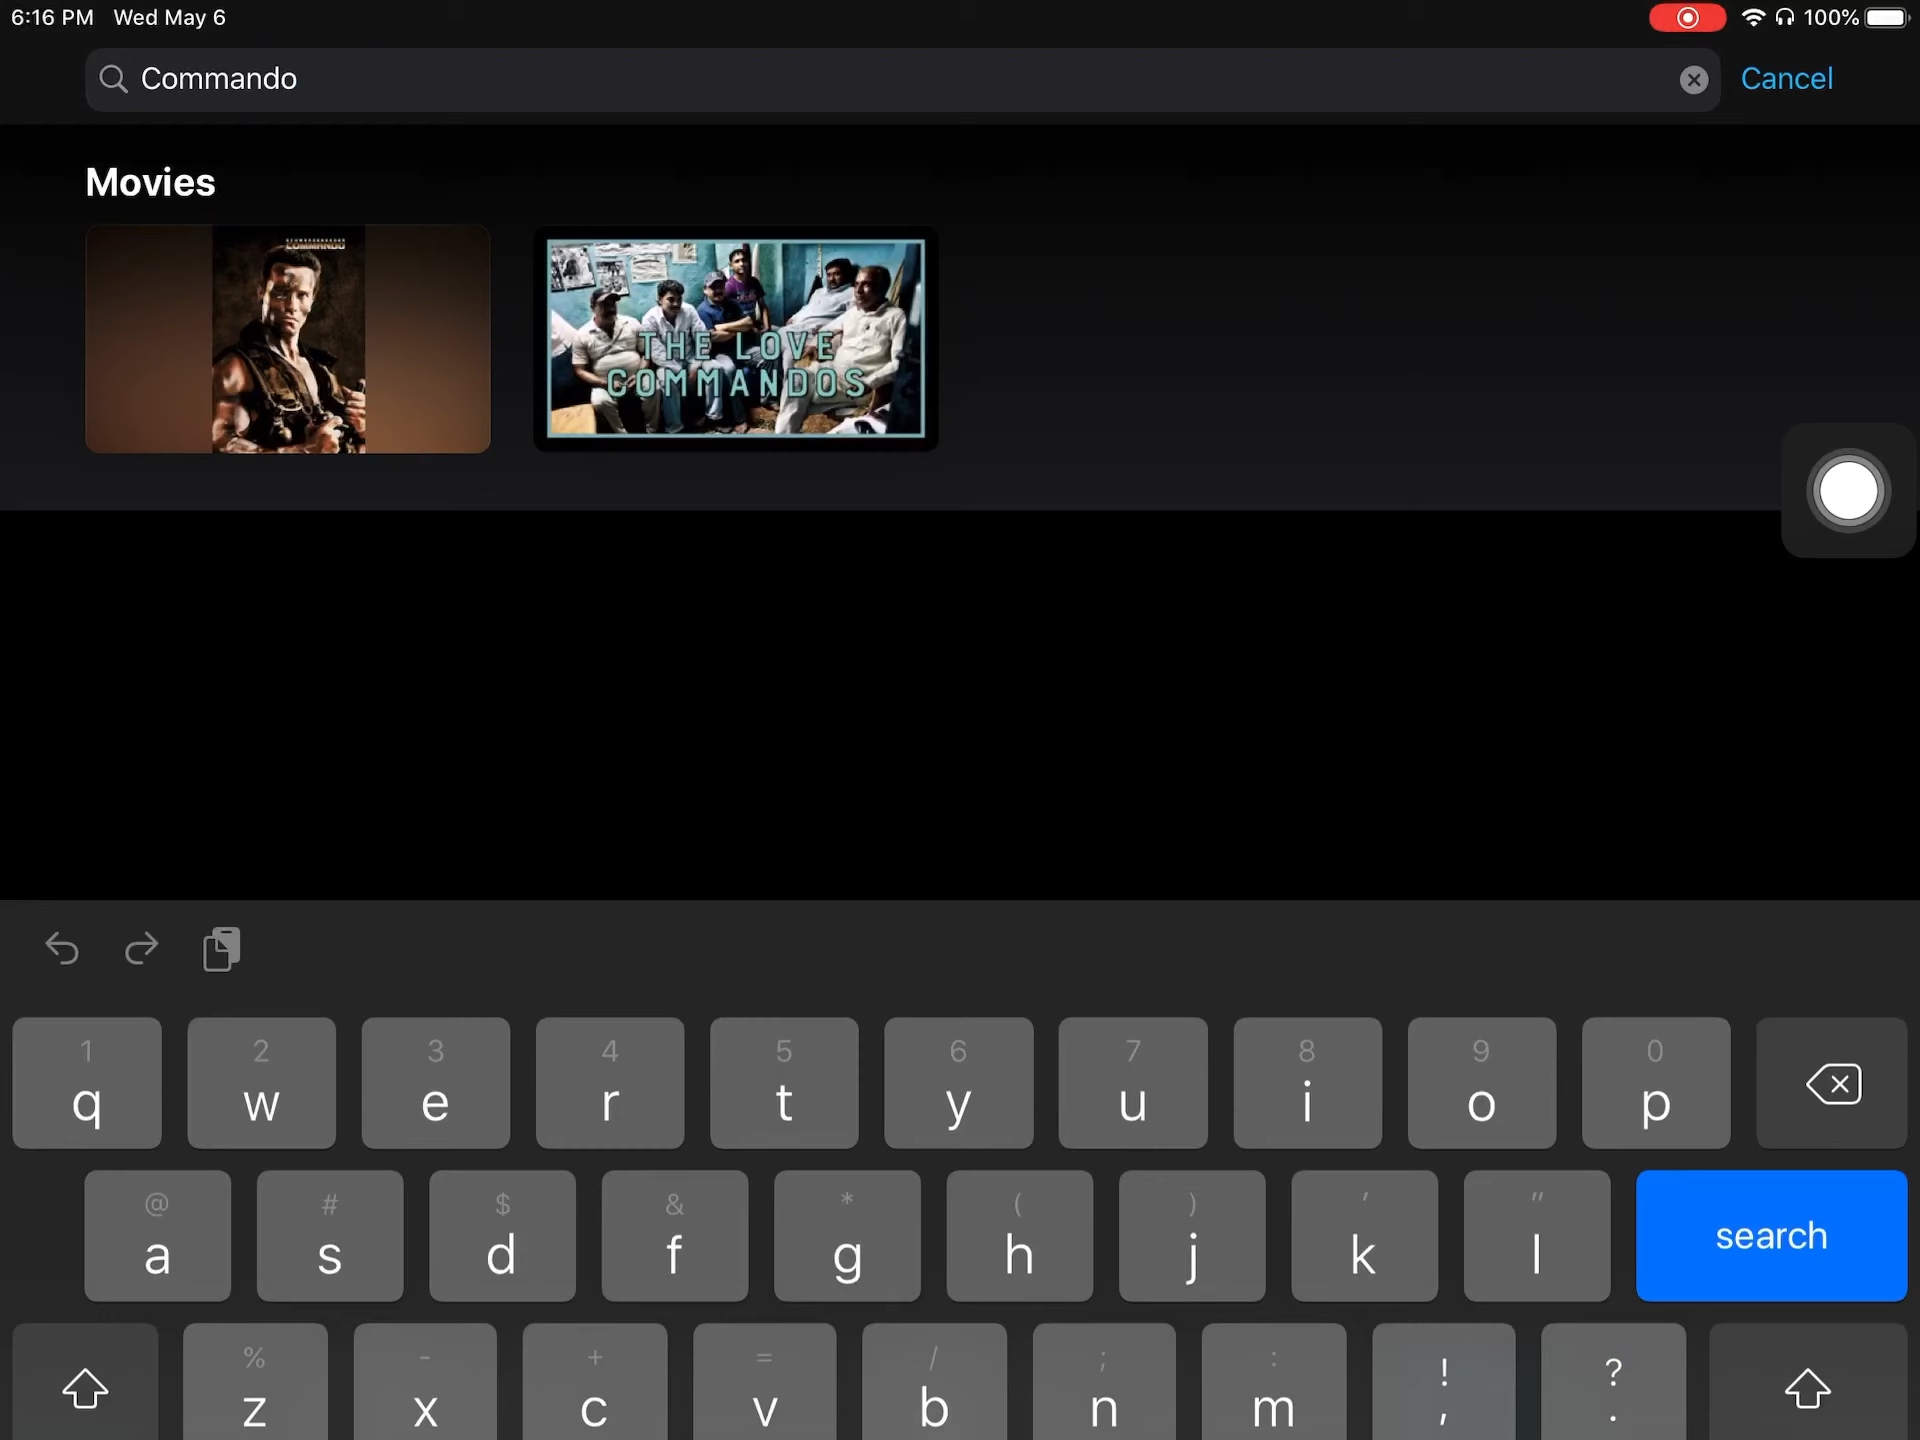 6:16 PM Wed May 6 100%
Commando Cancel
Movies
COMMANDO
THE LOVE
COMMANDOS
1 2 3 4 5 6 7 8 9 0
q w e r t y u i o p
@ # $ & * ( ) ' "
a s d f g h j k l search
% - + = / ; : ! ?
z x c v b n m , .